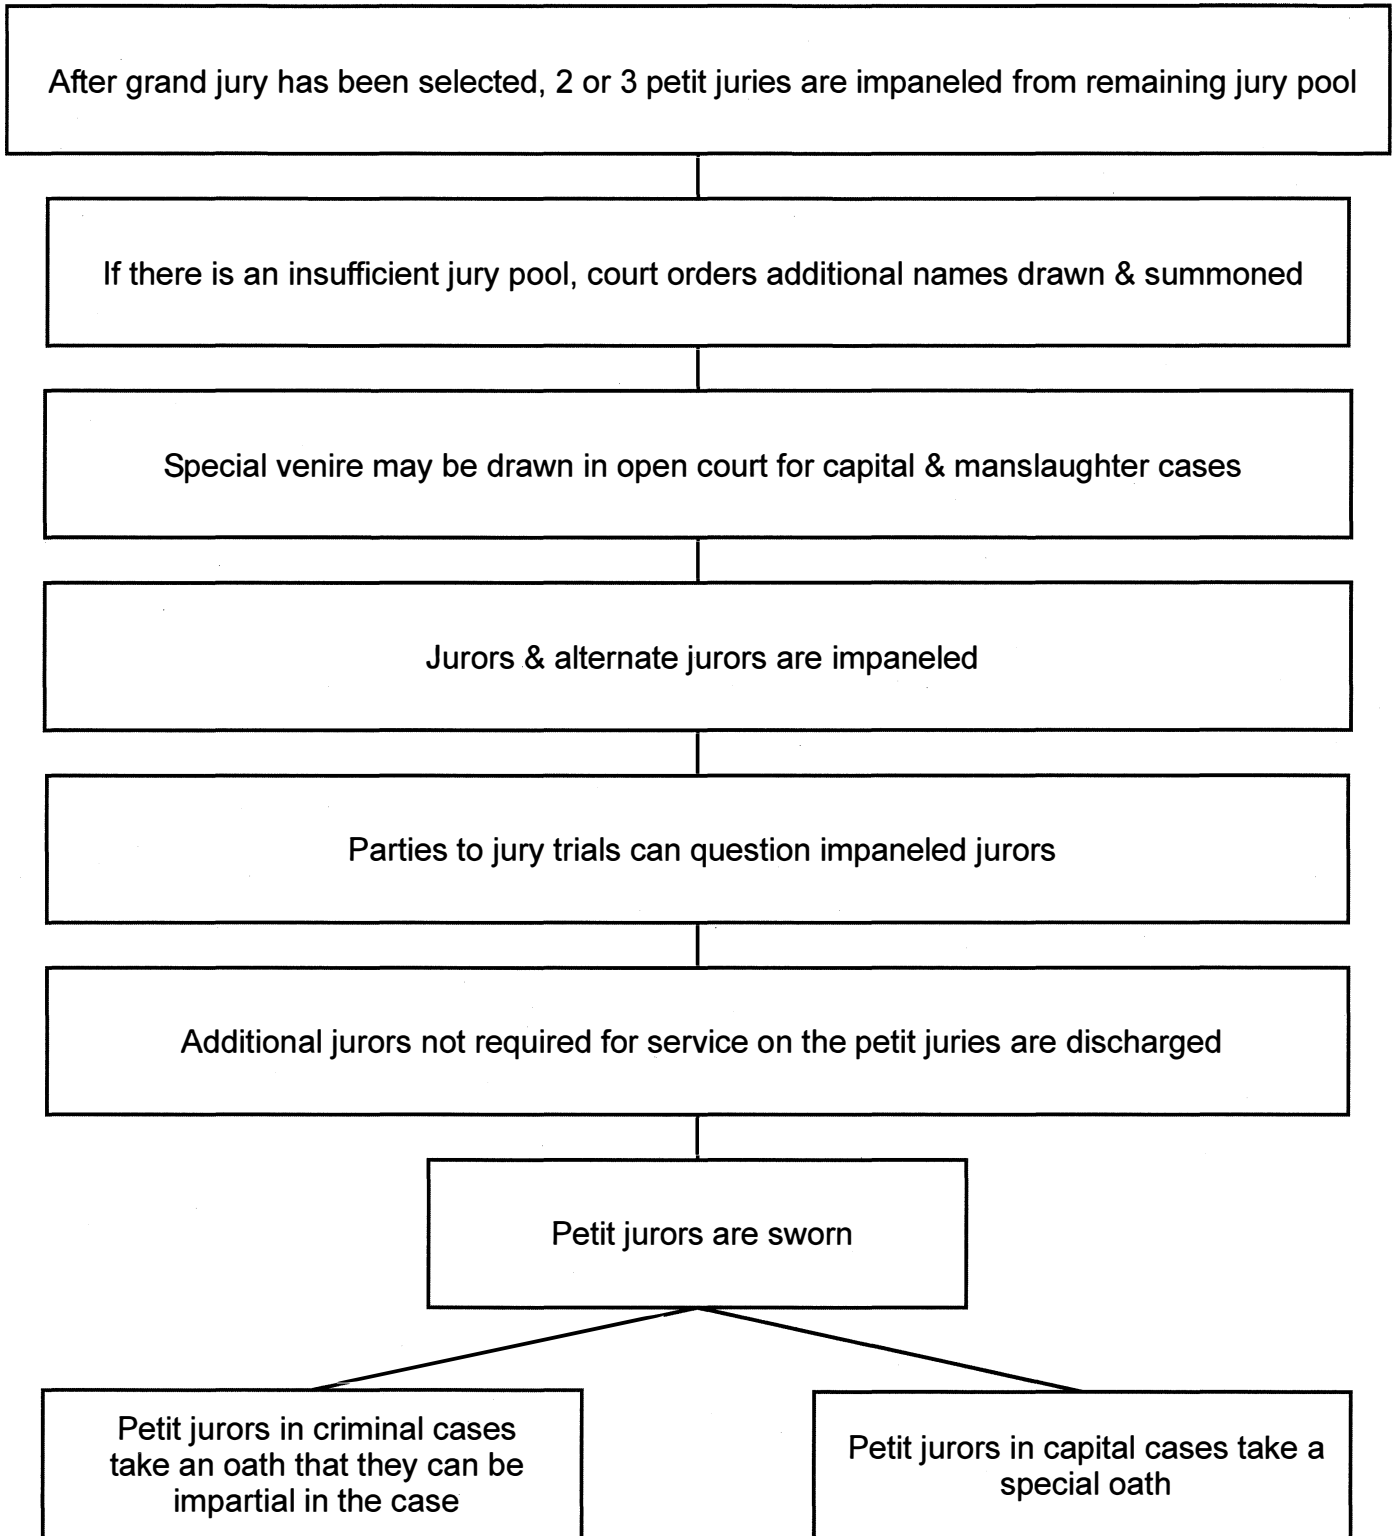 After grand jury has been selected, 2 or 3 petit juries are impaneled from remaining jury pool
If there is an insufficient jury pool, court orders additional names drawn & summoned
Special venire may be drawn in open court for capital & manslaughter cases
Jurors & alternate jurors are impaneled
Parties to jury trials can question impaneled jurors
Additional jurors not required for service on the petit juries are discharged
Petit jurors are sworn
Petit jurors in criminal cases
take an oath that they can be
impartial in the case
Petit jurors in capital cases take a
special oath